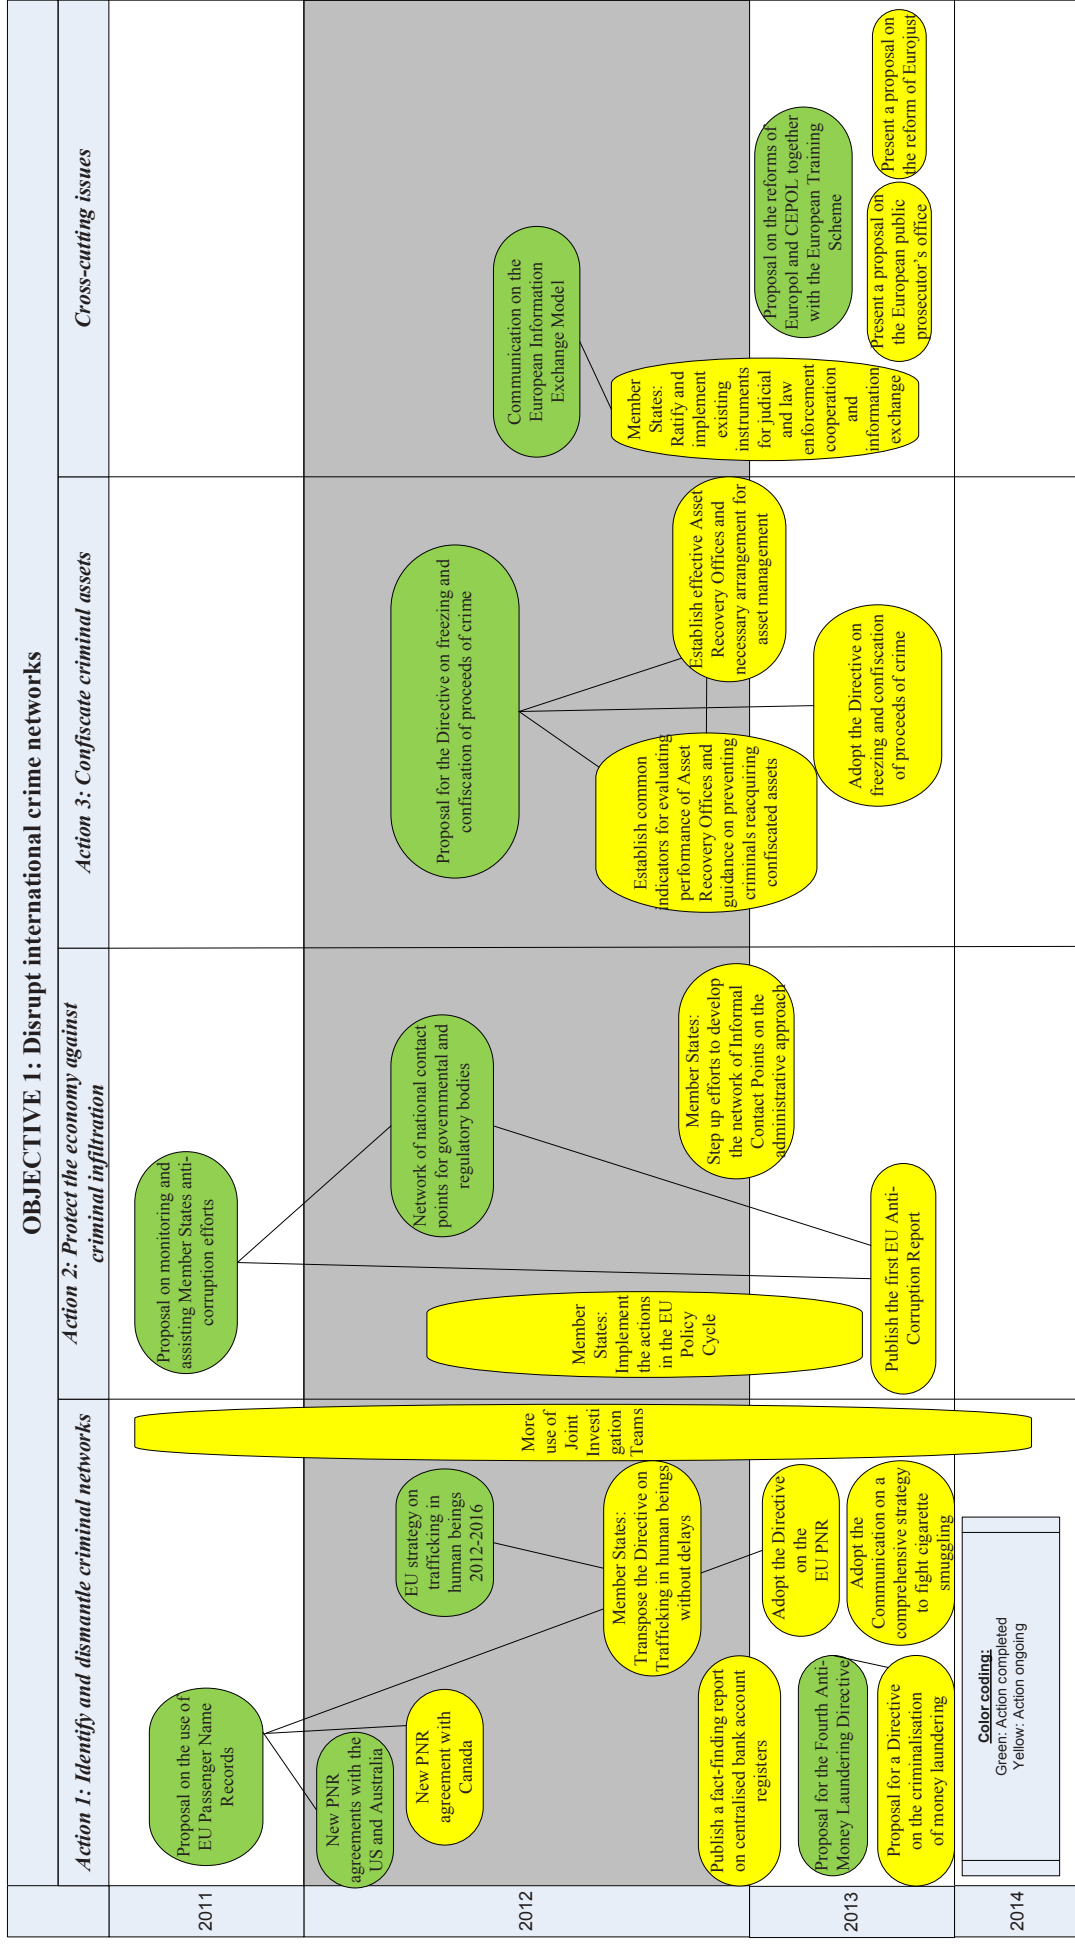 OBJECTIVE 1: Disrupt international crime networks
Action 1: Identify and dismantle criminal networks
Action 2: Protect the economy against
criminal infiltration
Action 3: Confiscate criminal assets
Cross-cutting issues
2011
Proposal on the use of
EU Passenger Name
Records
More
use of
Joint
Investi
gation
Teams
Proposal on monitoring and
assisting Member States anti-
corruption efforts
2012
New PNR
agreements with the
US and Australia
New PNR
agreement with
Canada
EU strategy on
trafficking in
human beings
2012-2016
Member States:
Transpose the Directive on
Trafficking in human beings
without delays
Publish a fact-finding report
on centralised bank account
registers
Member
States:
Implement
the actions
in the EU
Policy
Cycle
Network of national contact
points for governmental and
regulatory bodies
Member States:
Step up efforts to develop
the network of Informal
Contact Points on the
administrative approach
Proposal for the Directive on freezing and
confiscation of proceeds of crime
Establish common
indicators for evaluating
performance of Asset
Recovery Offices and
guidance on preventing
criminals reacquiring
confiscated assets
Establish effective Asset
Recovery Offices and
necessary arrangement for
asset management
Communication on the
European Information
Exchange Model
Member
States:
Ratify and
implement
existing
instruments
for judicial
and law
enforcement
cooperation
and
information
exchange
2013
Proposal for the Fourth Anti-
Money Laundering Directive
Proposal for a Directive
on the criminalisation
of money laundering
Adopt the Directive
on the
EU PNR
Adopt the
Communication on a
comprehensive strategy
to fight cigarette
smuggling
Publish the first EU Anti-
Corruption Report
Adopt the Directive on
freezing and confiscation
of proceeds of crime
Proposal on the reforms of
Europol and CEPOL together
with the European Training
Scheme
Present a proposal on
the European public
prosecutor's office
Present a proposal on
the reform of Eurojust
2014
Color coding:
Green: Action completed
Yellow: Action ongoing